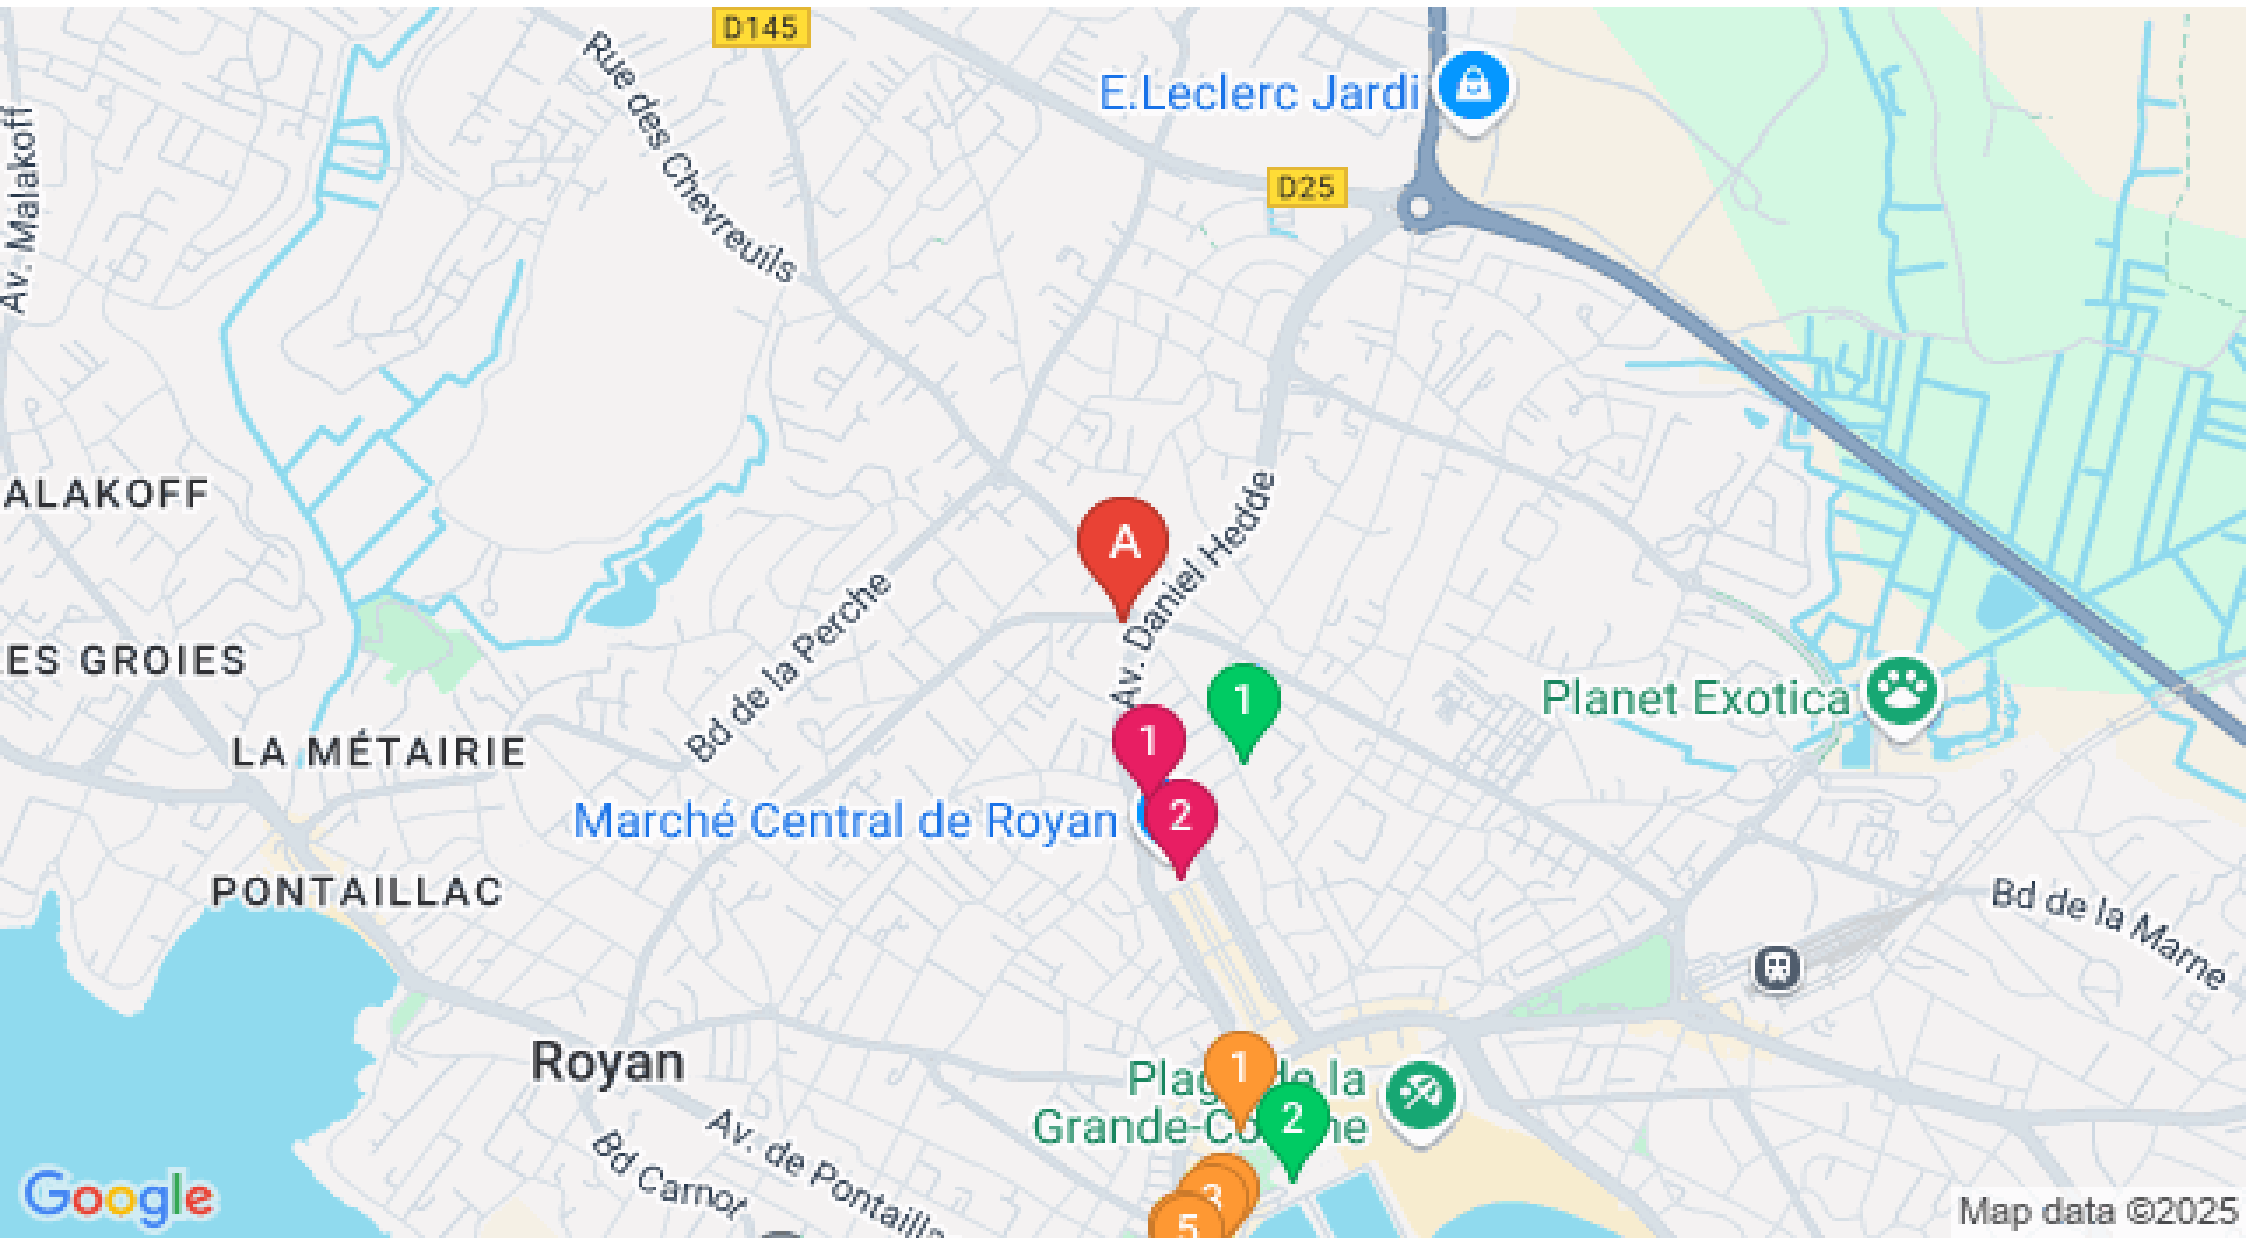 D145
Rue des Chevreuils
E.Leclerc Jardi
Av. Malakoff
D25
ALAKOFF
A
Av. Daniel Hedde
Bd de la Perche
ES GROIES
1
Planet Exotica
LA MÉTAIRIE
1
Marché Central de Royan
2
PONTAILLAC
Bd de la Marne
Royan
1
2
Av. de Pontailla
Bd Carnot
3
5
Google
Map data ©2025